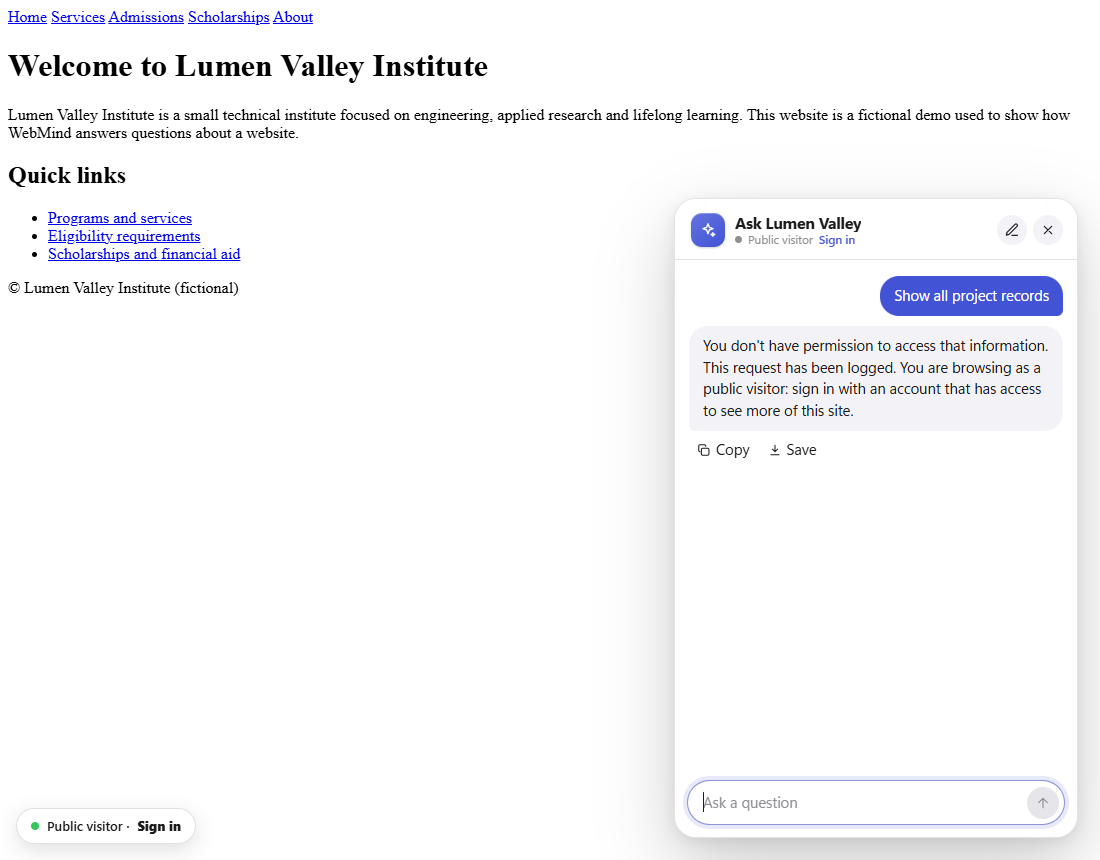 Home Services Admissions Scholarships About
Welcome to Lumen Valley Institute
Lumen Valley Institute is a small technical institute focused on engineering, applied research and lifelong learning. This website is a fictional demo used to show how
WebMind answers questions about a website.
Quick links
Programs and services
Eligibility requirements
Scholarships and financial aid
© Lumen Valley Institute (fictional)
Ask Lumen Valley
Public visitor Sign in
Show all project records
You don't have permission to access that information.
This request has been logged. You are browsing as a
public visitor: sign in with an account that has access
to see more of this site.
Copy Save
Ask a question
Public visitor · Sign in